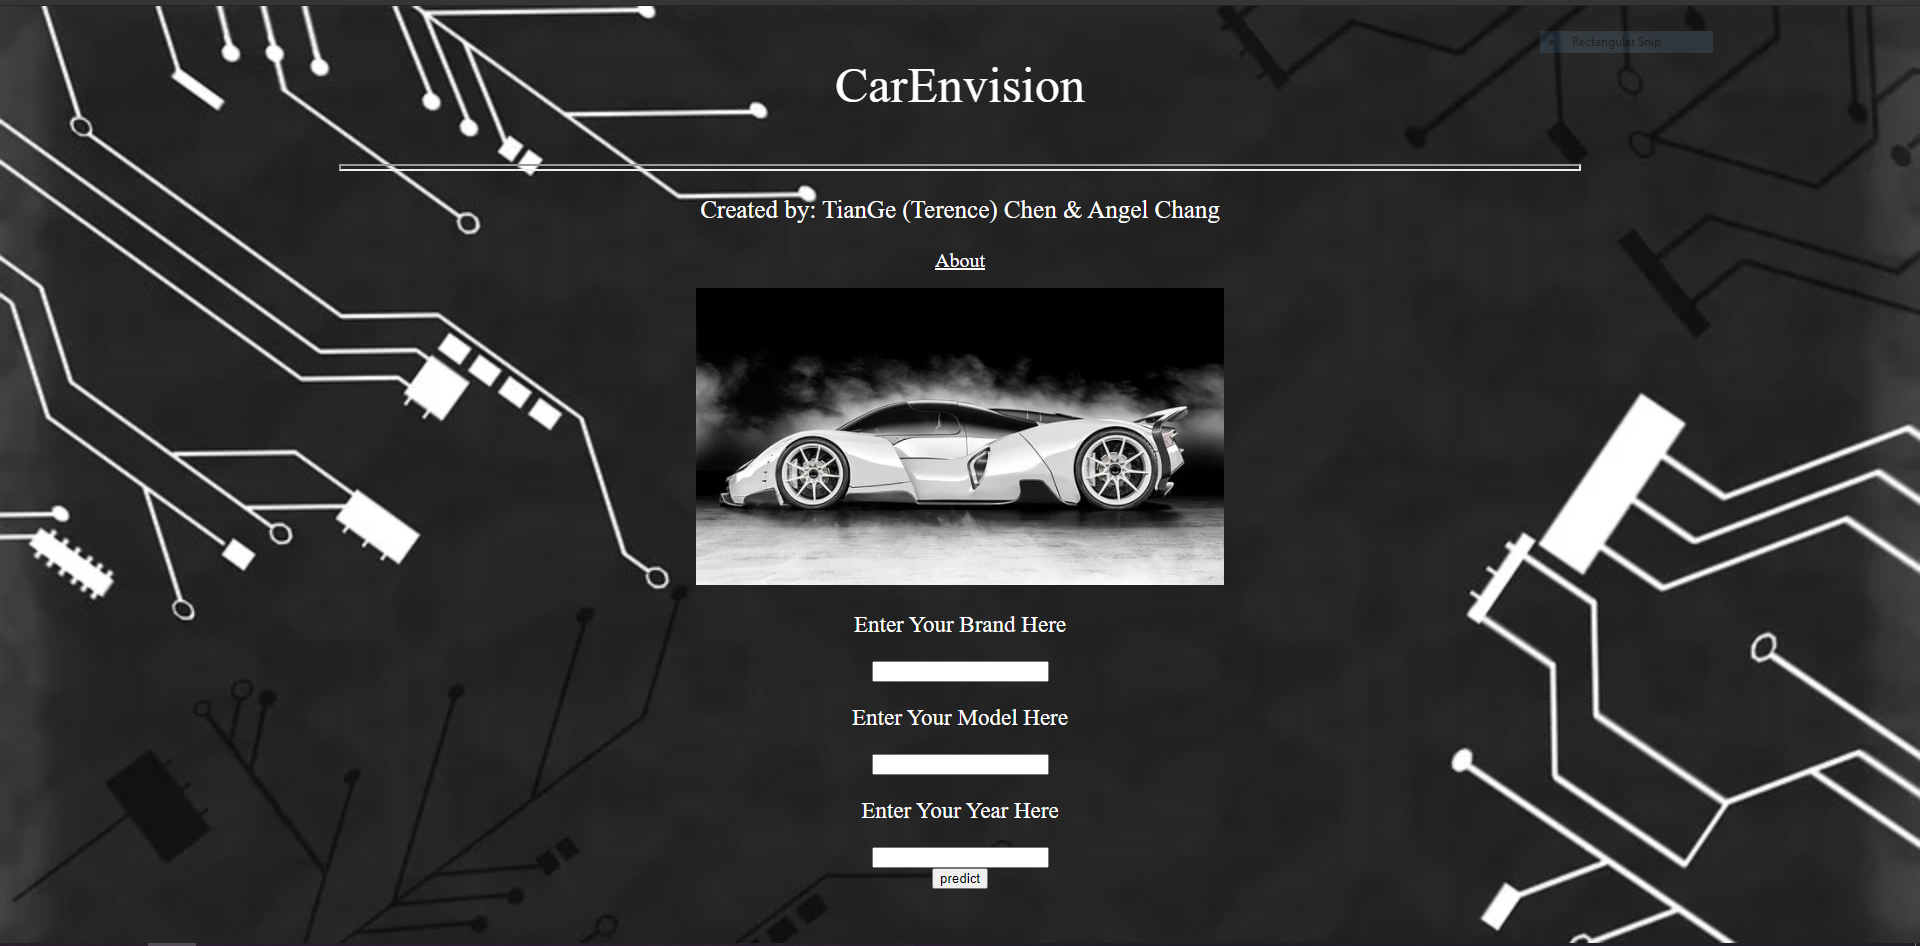 Rectangular Snip
CarEnvision
Created by: TianGe (Terence) Chen & Angel Chang
About
Enter Your Brand Here
Enter Your Model Here
Enter Your Year Here
predict